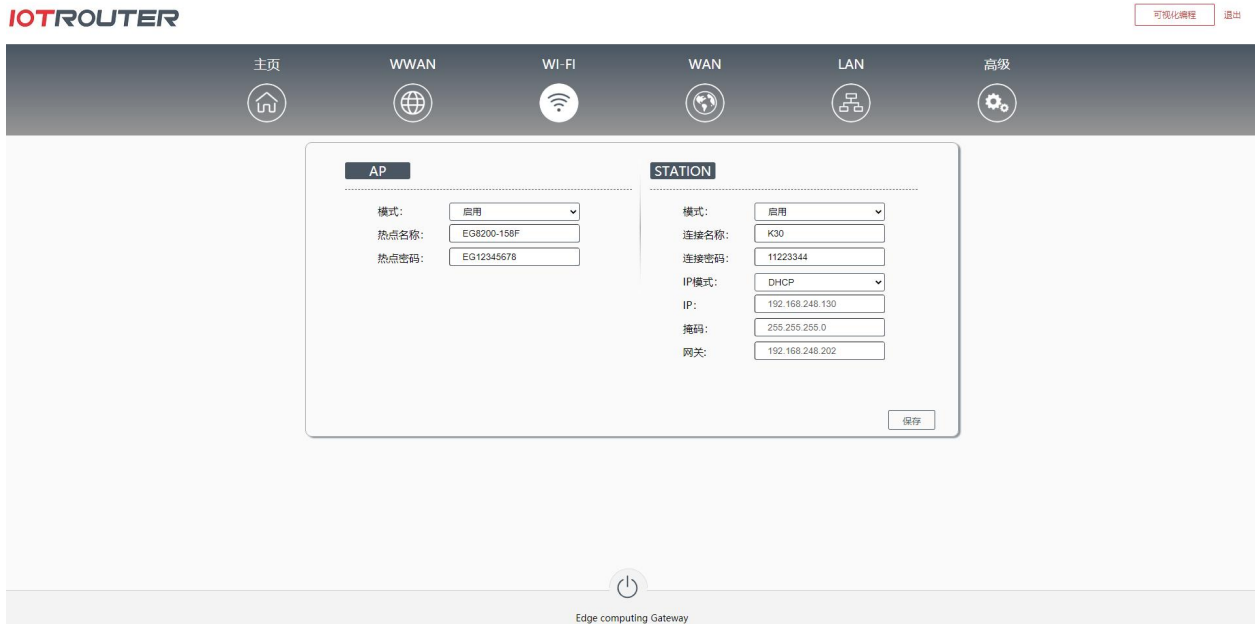 IOTROUTER
可视化编程 退出
主页 WWAN WI-FI WAN LAN 高级
AP
模式: 启用
热点名称: EG8200-158F
热点密码: EG12345678
STATION
模式: 启用
连接名称: K30
连接密码: 11223344
IP模式: DHCP
IP: 192.168.248.130
掩码: 255.255.255.0
网关: 192.168.248.202
保存
Edge computing Gateway